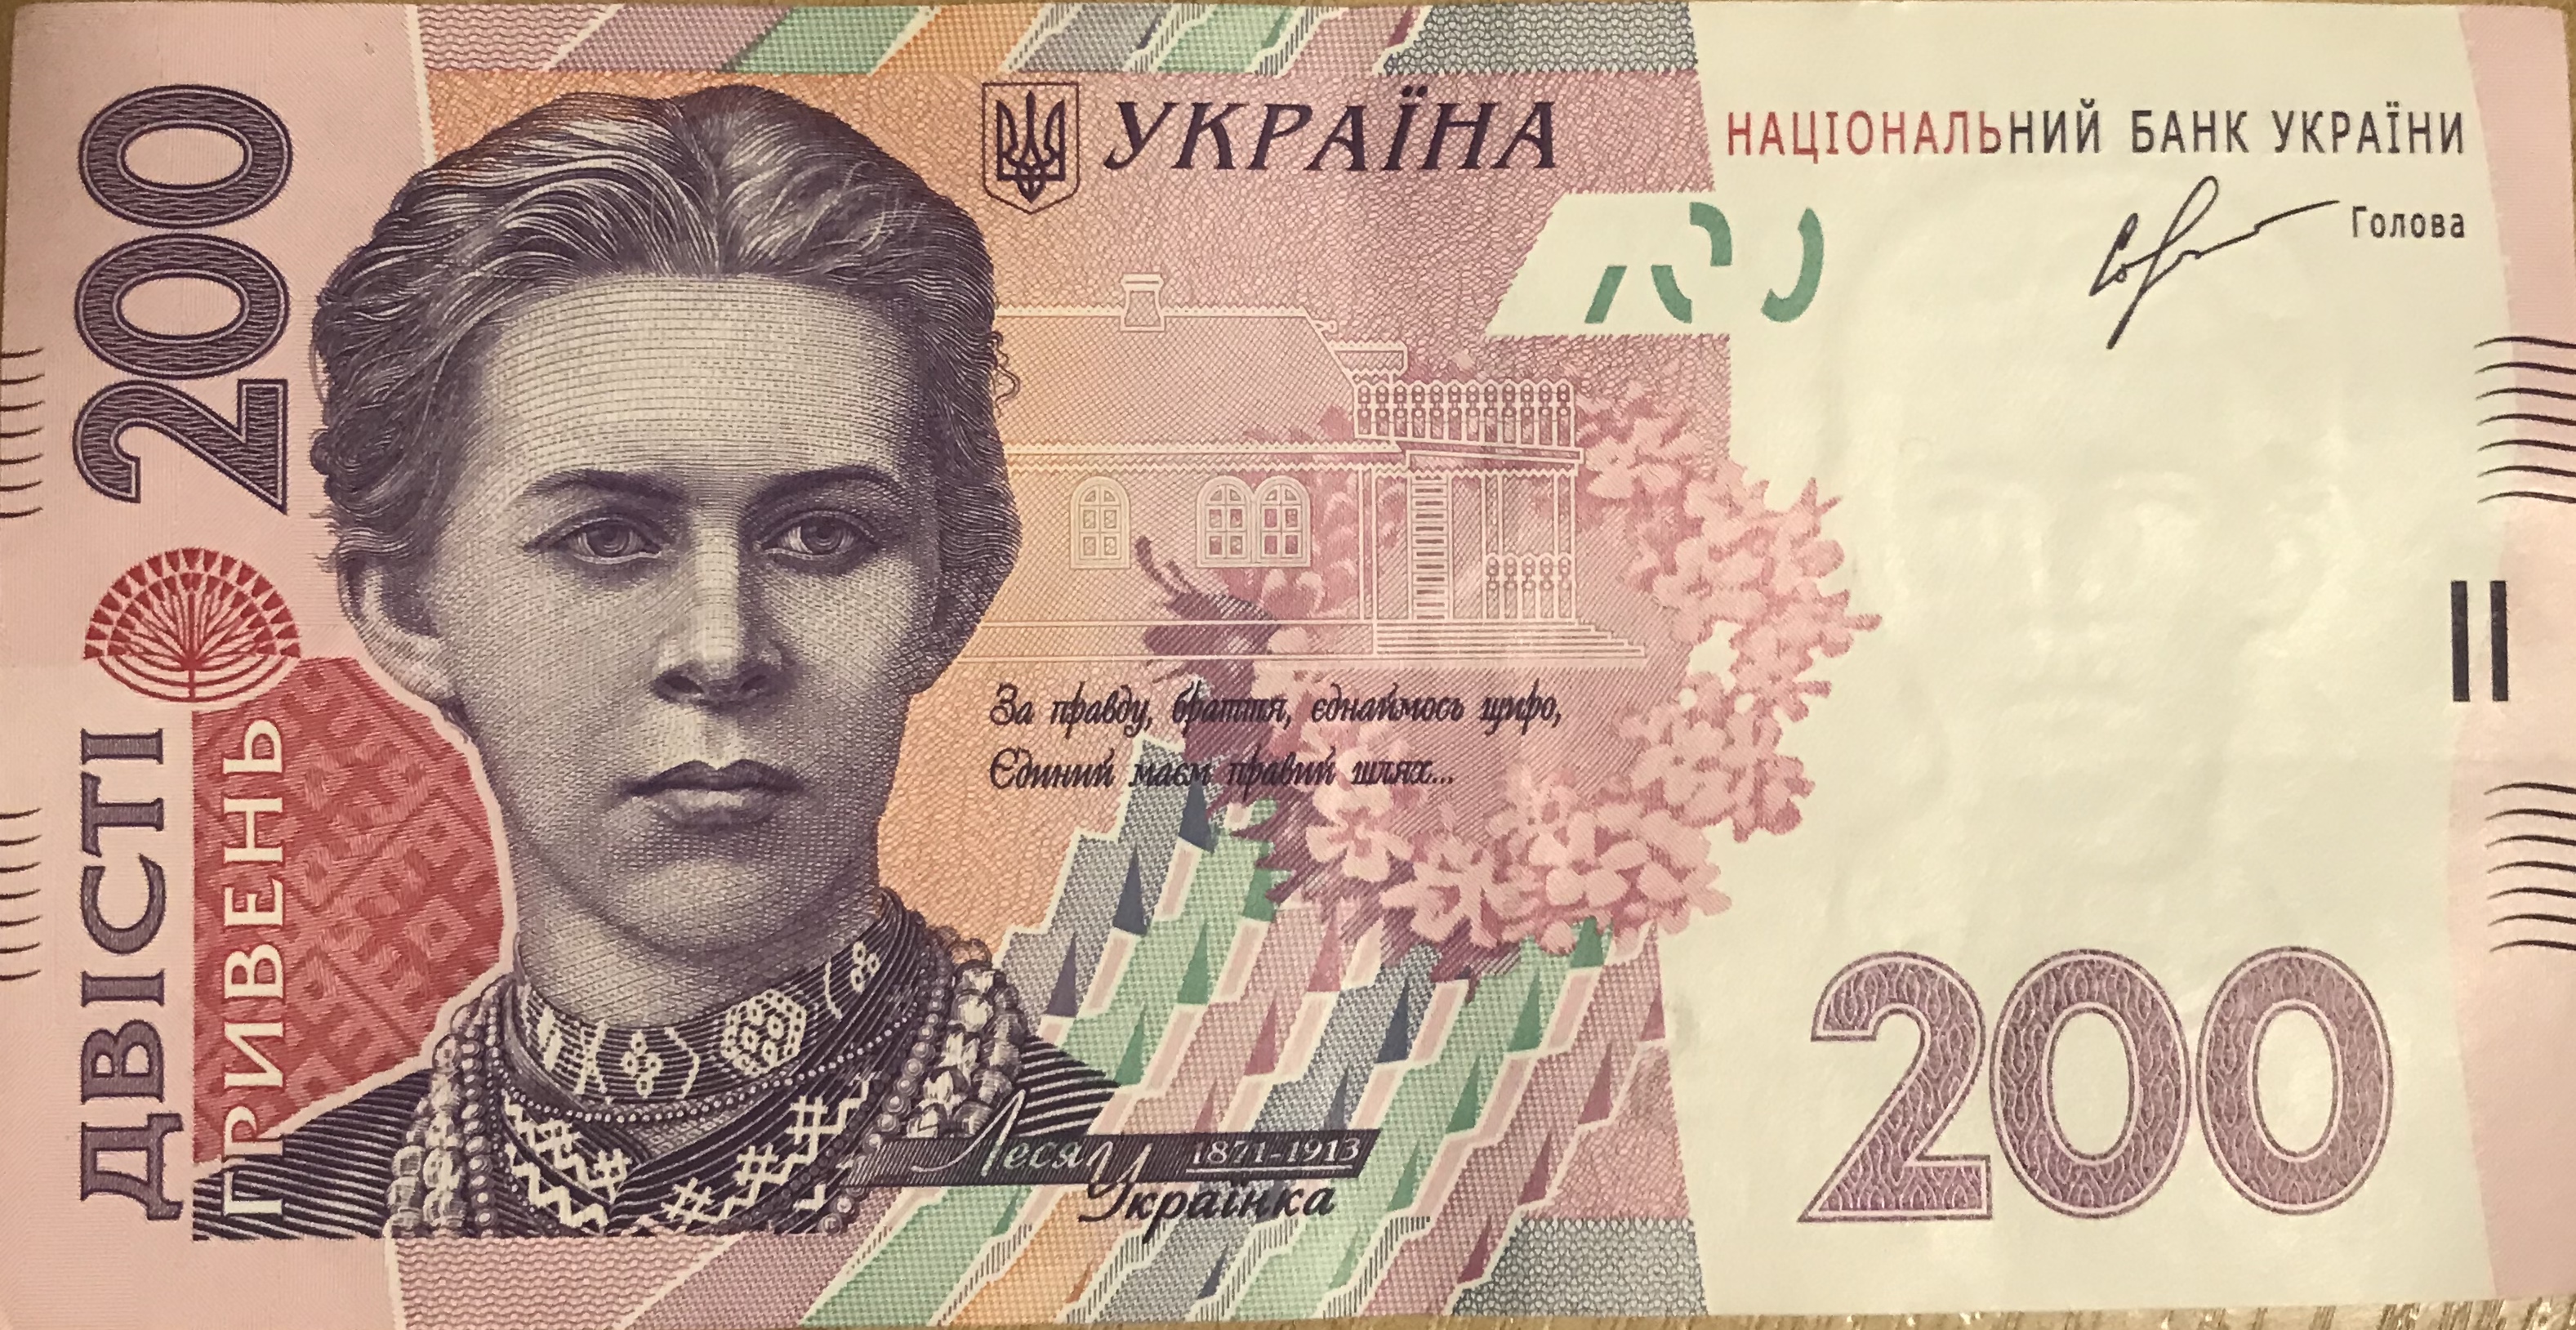 200
ДВІСТІ
ГРИВЕНЬ
УКРАЇНА
НАЦІОНАЛЬНИЙ БАНК УКРАЇНИ
Голова
За правду, браття, єднаймось щиро,
Єдиний маєм правий шлях...
Леся
Українка
1871-1913
200